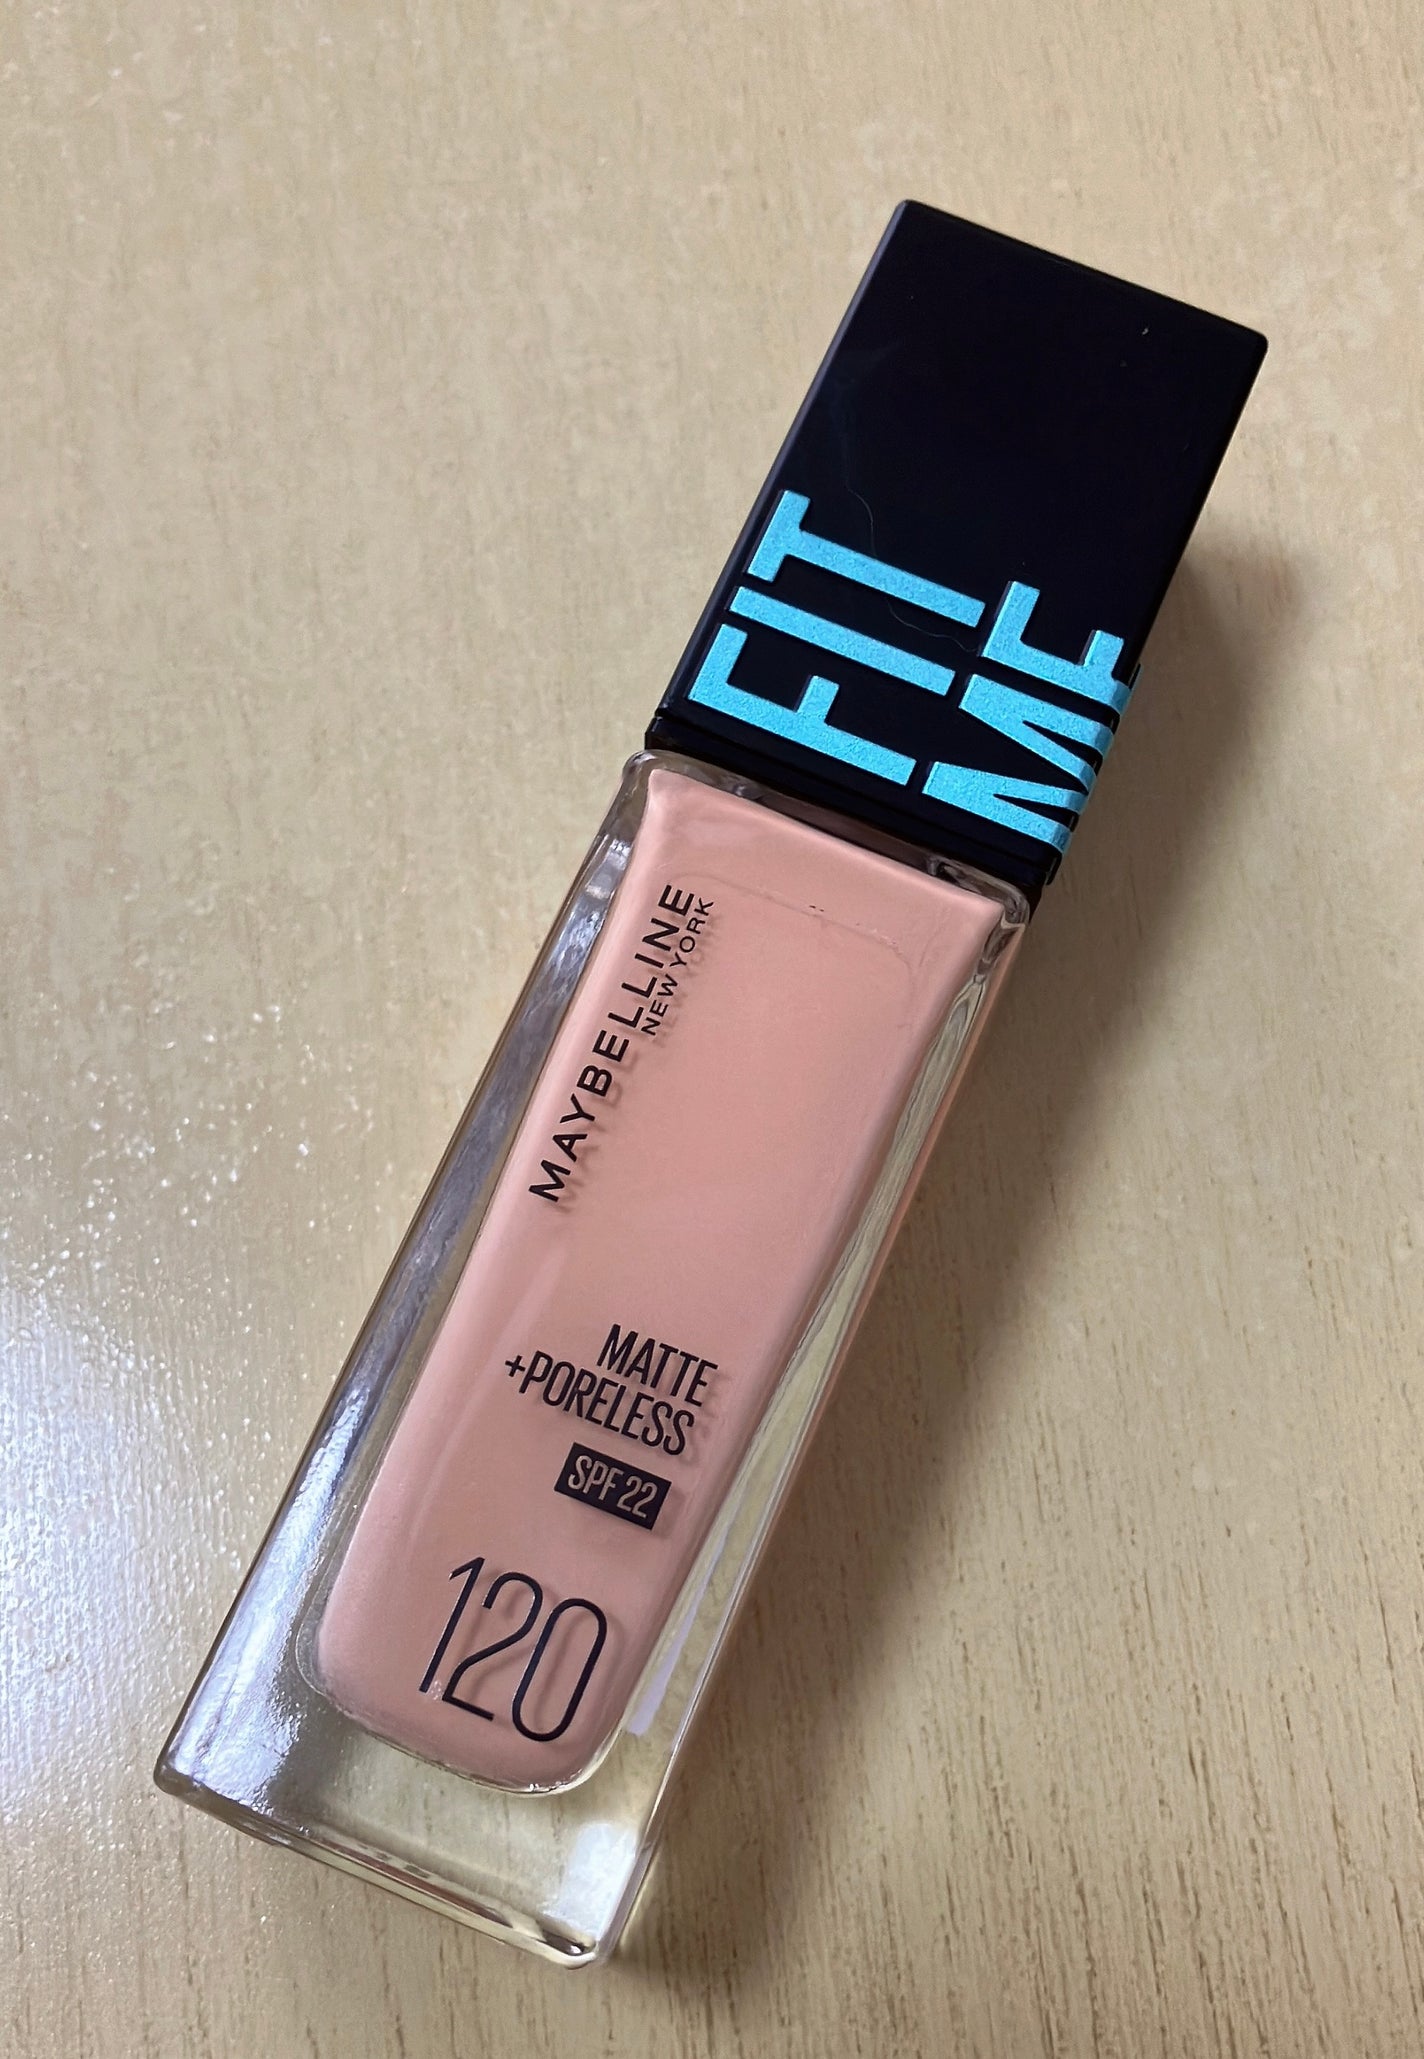 FIT
ME
MAYBELLINE
NEW YORK
MATTE
+PORELESS
SPF 22
120